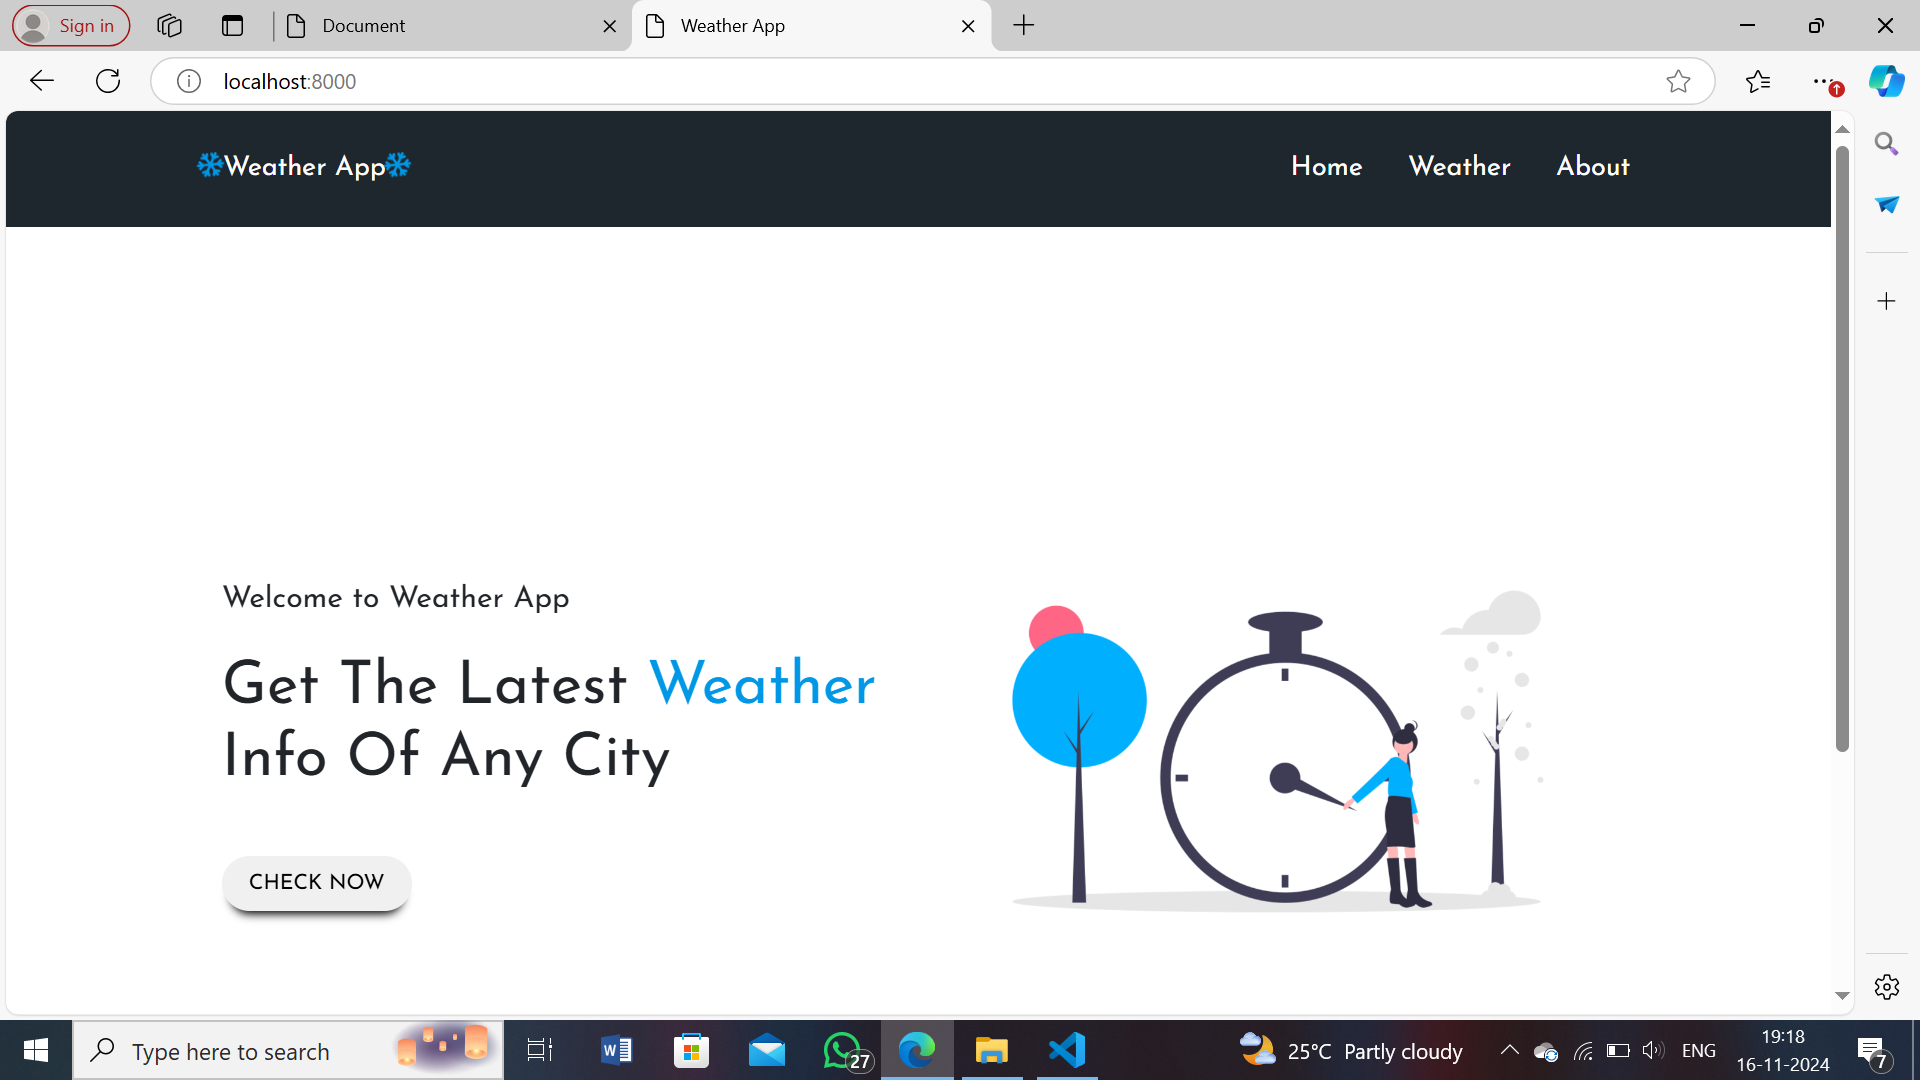 Sign in
Document
Weather App
localhost:8000
Weather App
Home Weather About
Welcome to Weather App
Get The Latest Weather
Info Of Any City
CHECK NOW
Type here to search
27
25°C Partly cloudy
ENG
19:18
16-11-2024
7